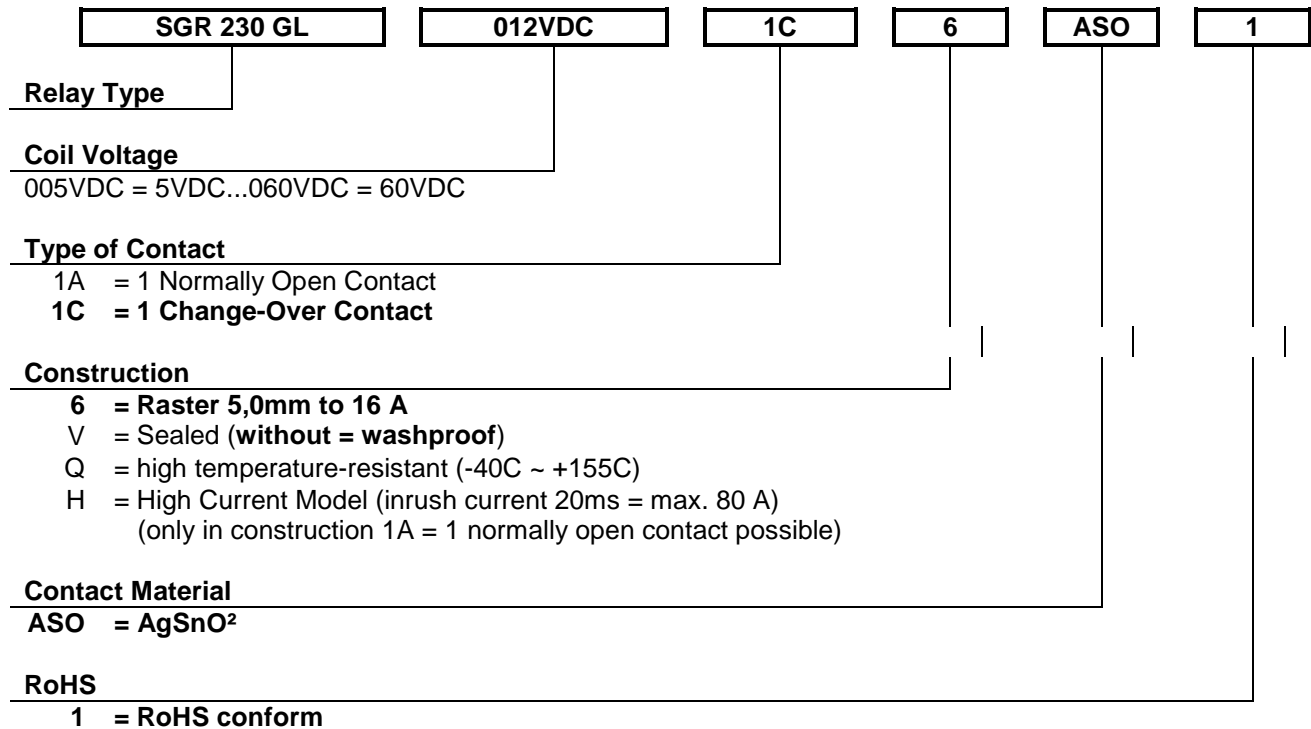 SGR 230 GL 012VDC 1C 6 ASO 1
Relay Type
Coil Voltage
005VDC = 5VDC...060VDC = 60VDC
Type of Contact
1A = 1 Normally Open Contact
1C = 1 Change-Over Contact
Construction
6 = Raster 5,0mm to 16 A
V = Sealed (without = washproof)
Q = high temperature-resistant (-40C ~ +155C)
H = High Current Model (inrush current 20ms = max. 80 A)
(only in construction 1A = 1 normally open contact possible)
Contact Material
ASO = AgSnO²
RoHS
1 = RoHS conform